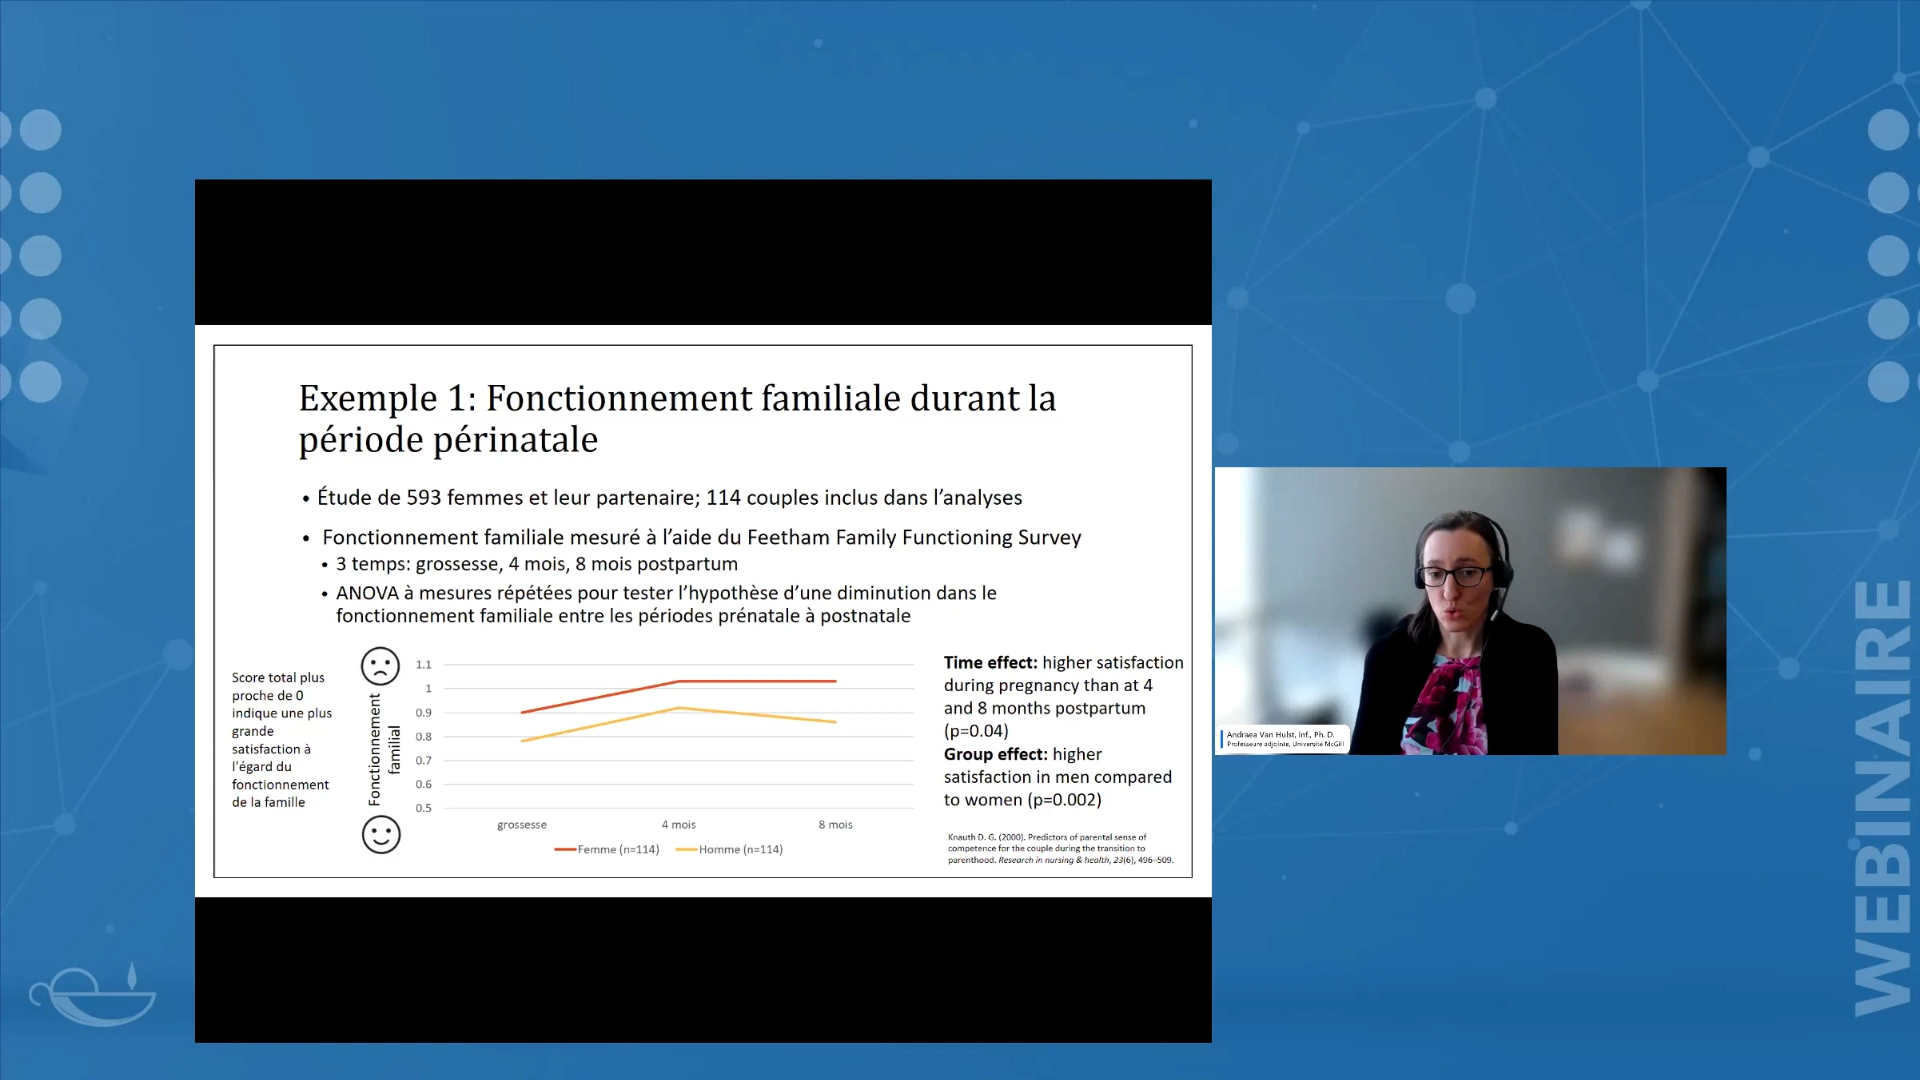 Exemple 1: Fonctionnement familiale durant la
période périnatale
• Étude de 593 femmes et leur partenaire; 114 couples inclus dans l’analyses
• Fonctionnement familiale mesuré à l’aide du Feetham Family Functioning Survey
• 3 temps: grossesse, 4 mois, 8 mois postpartum
• ANOVA à mesures répétées pour tester l’hypothèse d’une diminution dans le
fonctionnement familiale entre les périodes prénatale à postnatale
Score total plus
proche de 0
indique une plus
grande
satisfaction à
l'égard du
fonctionnement
de la famille
Fonctionnement
familial
1.1
1
0.9
0.8
0.7
0.6
0.5
grossesse 4 mois 8 mois
Femme (n=114) Homme (n=114)
Time effect: higher satisfaction
during pregnancy than at 4
and 8 months postpartum
(p=0.04)
Group effect: higher
satisfaction in men compared
to women (p=0.002)
Knauth D. G. (2000). Predictors of parental sense of
competence for the couple during the transition to
parenthood. Research in nursing & health, 23(6), 496–509.
Andraea Van Hulst, inf., Ph. D.
Professeure adjointe, Université McGill
WEBINAIRE